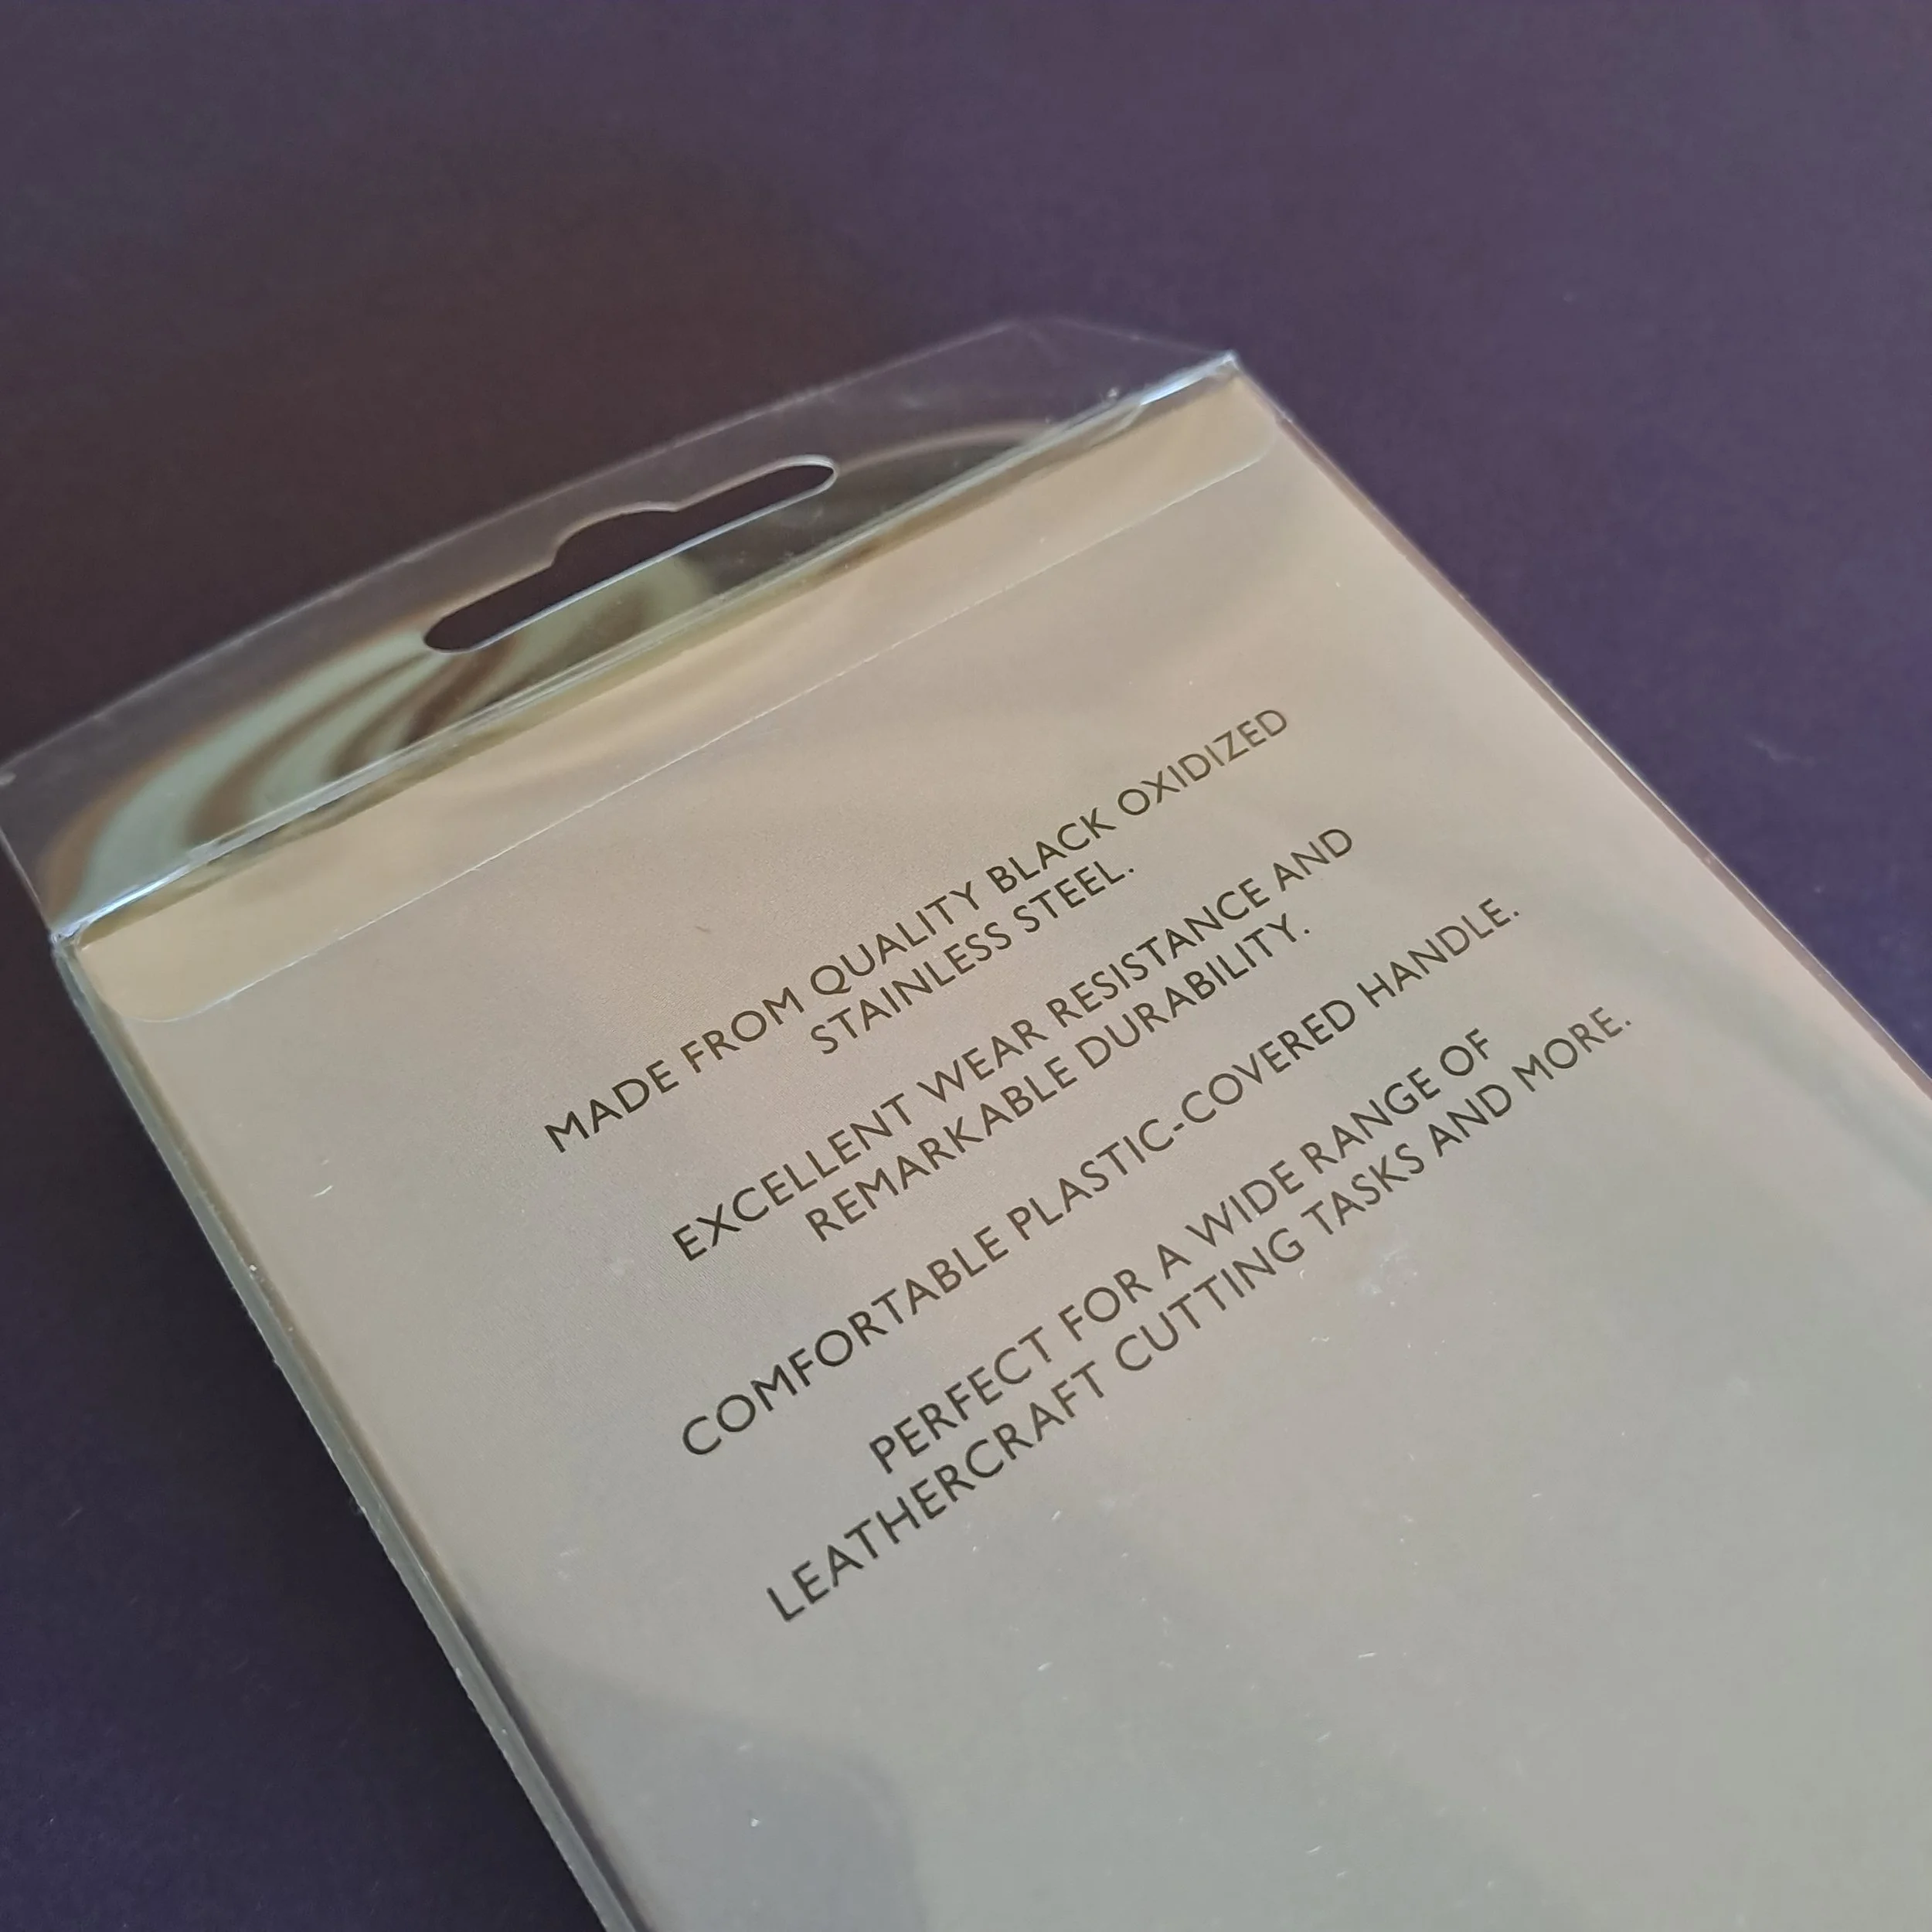 MADE FROM QUALITY BLACK OXIDIZED
STAINLESS STEEL.
EXCELLENT WEAR RESISTANCE AND
REMARKABLE DURABILITY.
COMFORTABLE PLASTIC-COVERED HANDLE.
PERFECT FOR A WIDE RANGE OF
LEATHERCRAFT CUTTING TASKS AND MORE.